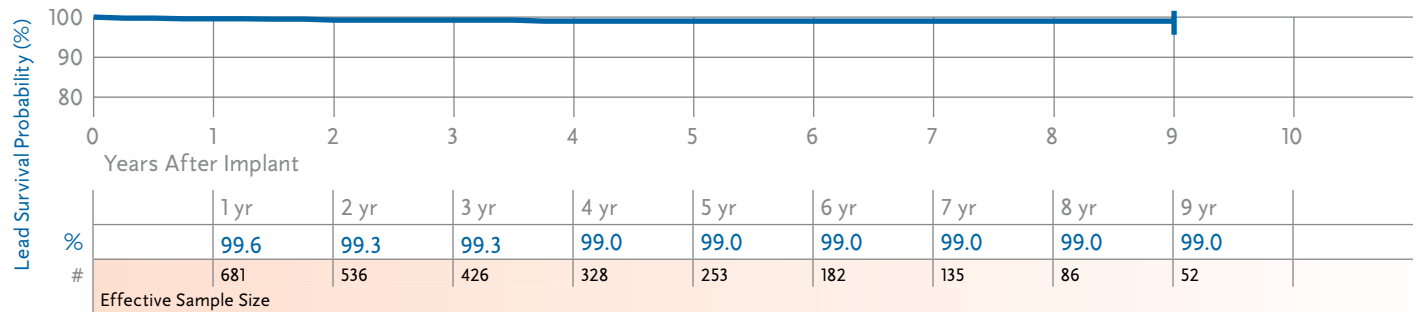 Lead Survival Probability (%)
100
90
80
0 1 2 3 4 5 6 7 8 9 10
Years After Implant
1 yr 2 yr 3 yr 4 yr 5 yr 6 yr 7 yr 8 yr 9 yr
% 99.6 99.3 99.3 99.0 99.0 99.0 99.0 99.0 99.0
# 681 536 426 328 253 182 135 86 52
Effective Sample Size